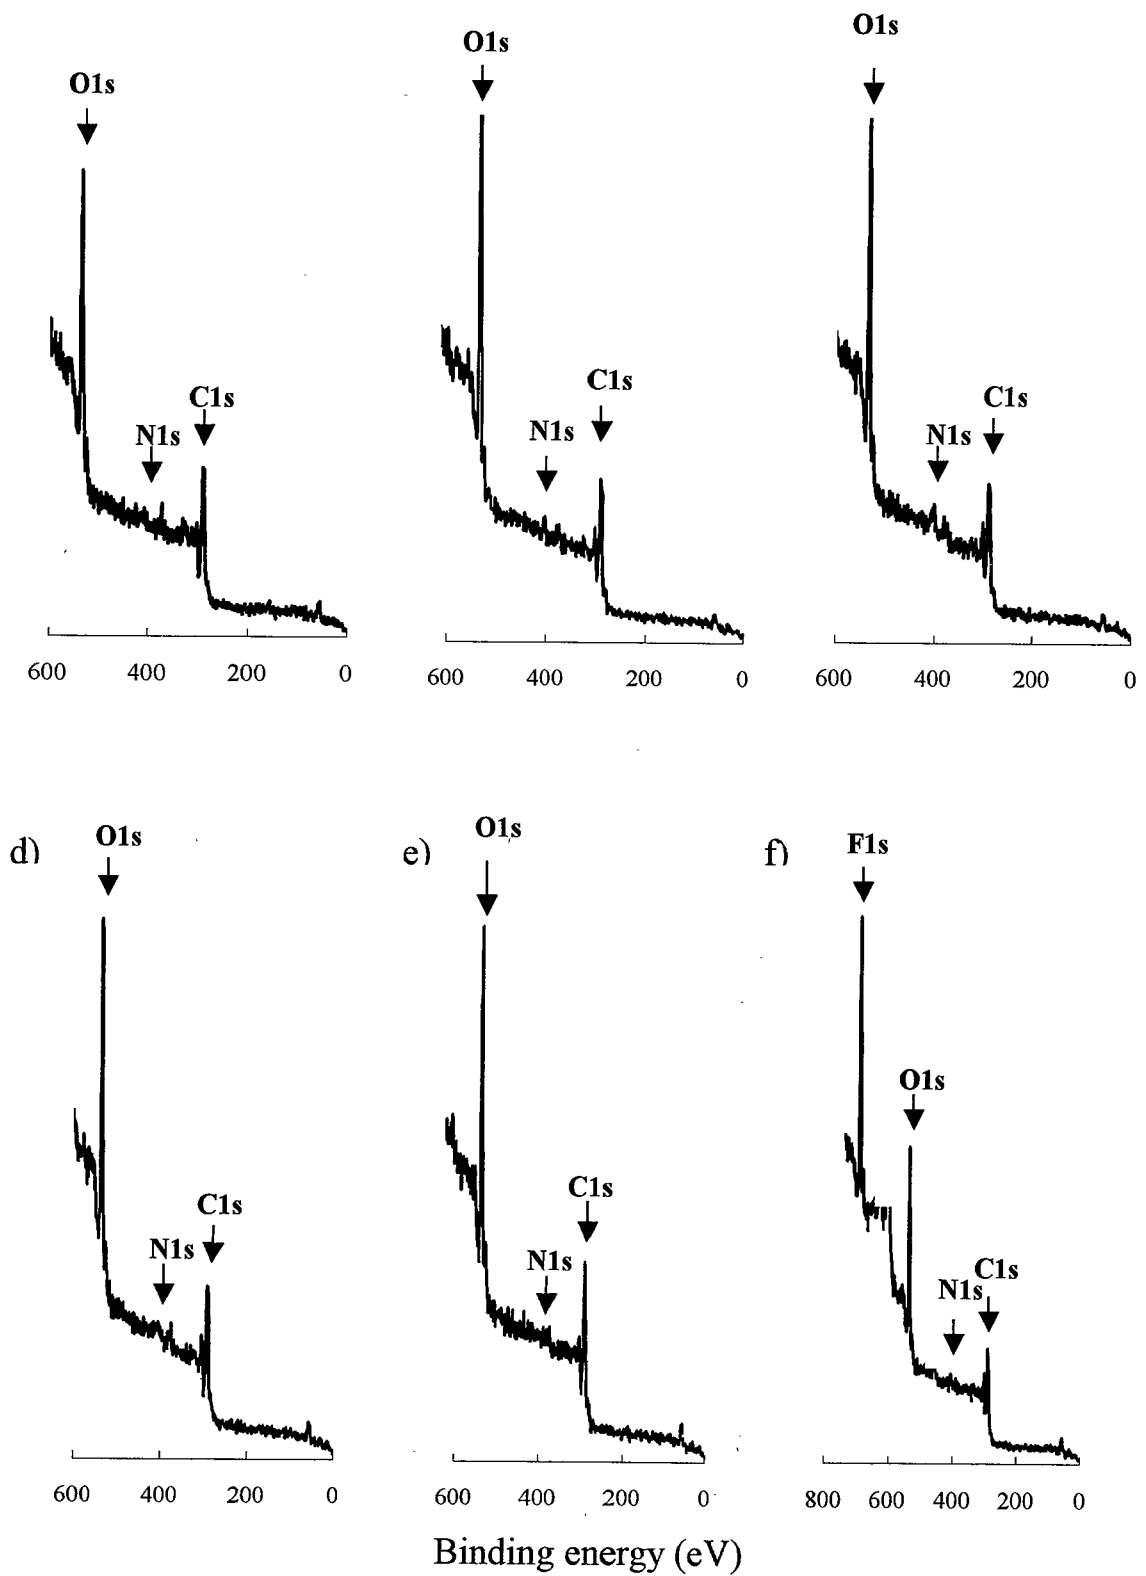 O1s O1s O1s
C1s C1s C1s
N1s N1s N1s
600 400 200 0 600 400 200 0 600 400 200 0
d) O1s e) O1s f) F1s
O1s
C1s C1s
N1s N1s C1s
N1s
600 400 200 0 600 400 200 0 800 600 400 200 0
Binding energy (eV)